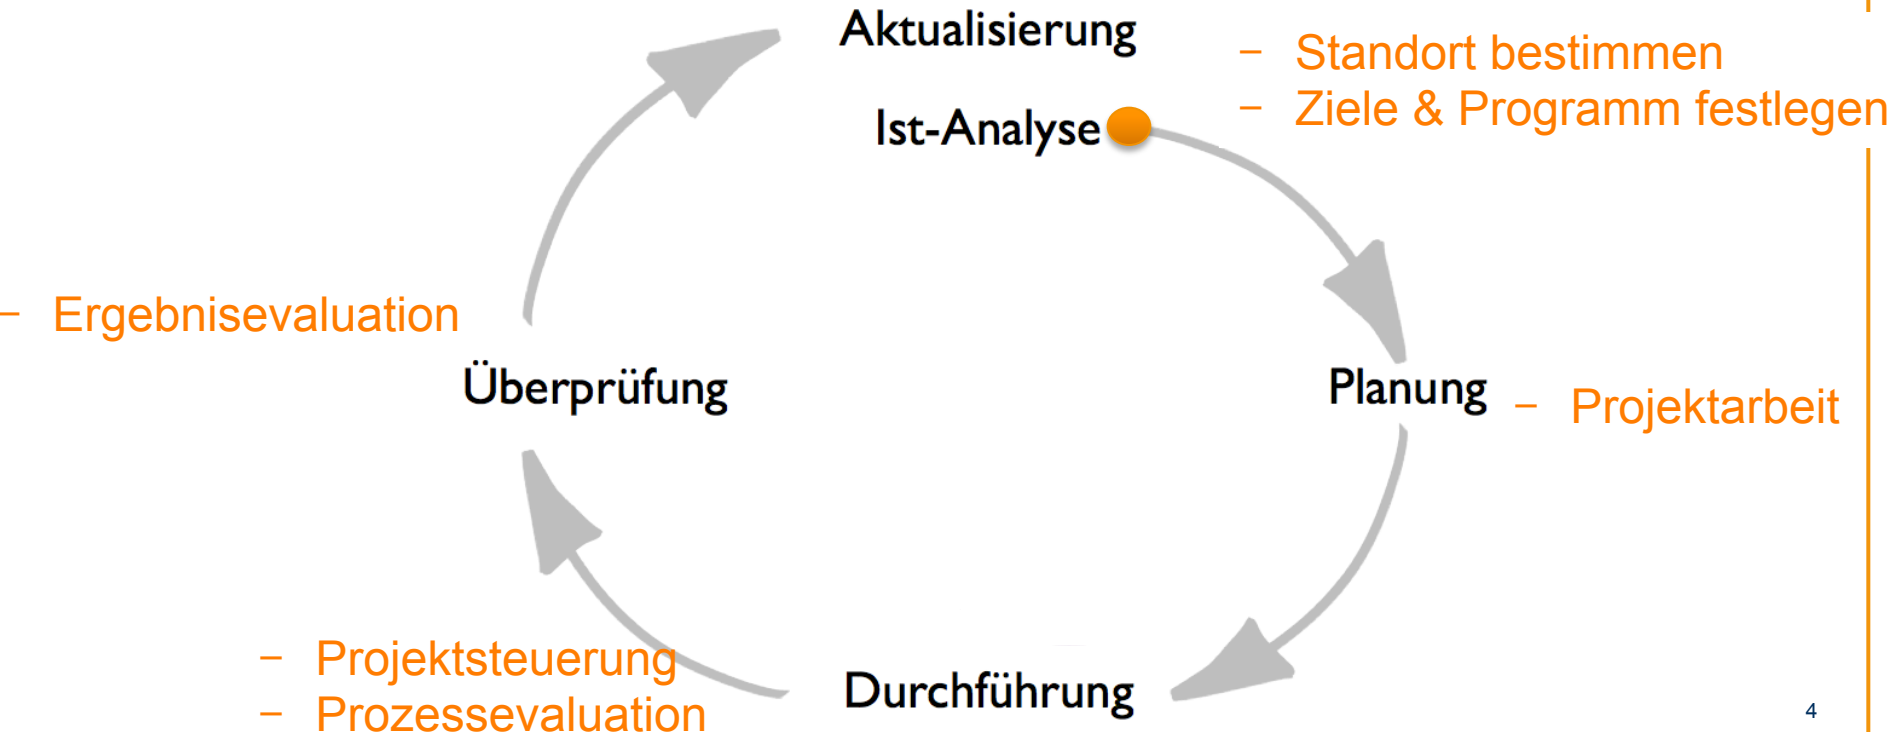 Aktualisierung
Ist-Analyse
– Standort bestimmen
– Ziele & Programm festlegen
– Ergebnisevaluation
Überprüfung
Planung
– Projektarbeit
– Projektsteuerung
– Prozessevaluation
Durchführung
4